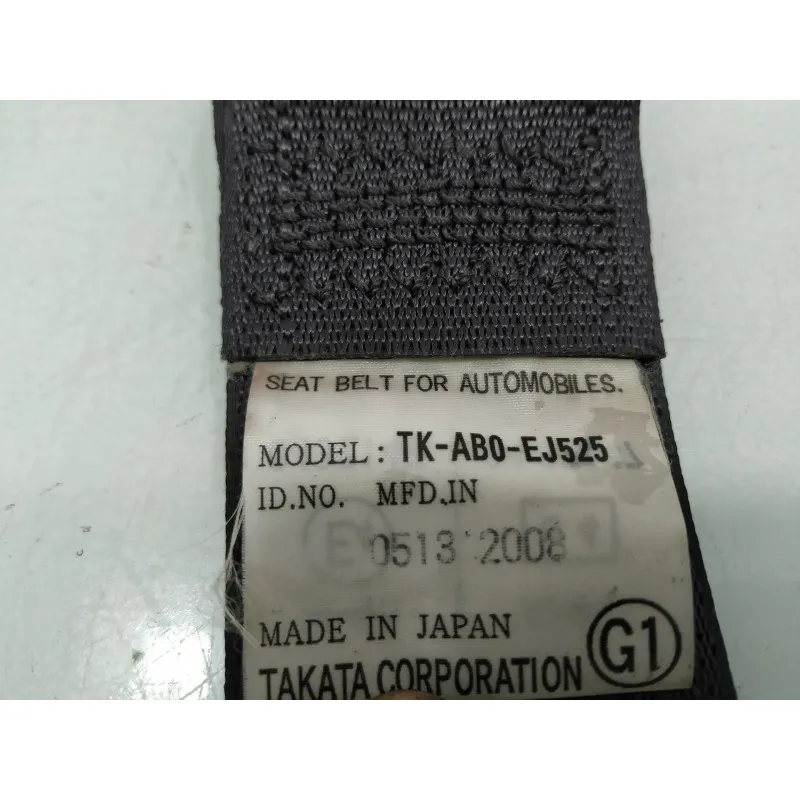 SEAT BELT FOR AUTOMOBILES.
MODEL: TK-AB0-EJ525
ID.NO. MFD.IN
0513 2008
MADE IN JAPAN
G1
TAKATA CORPORATION